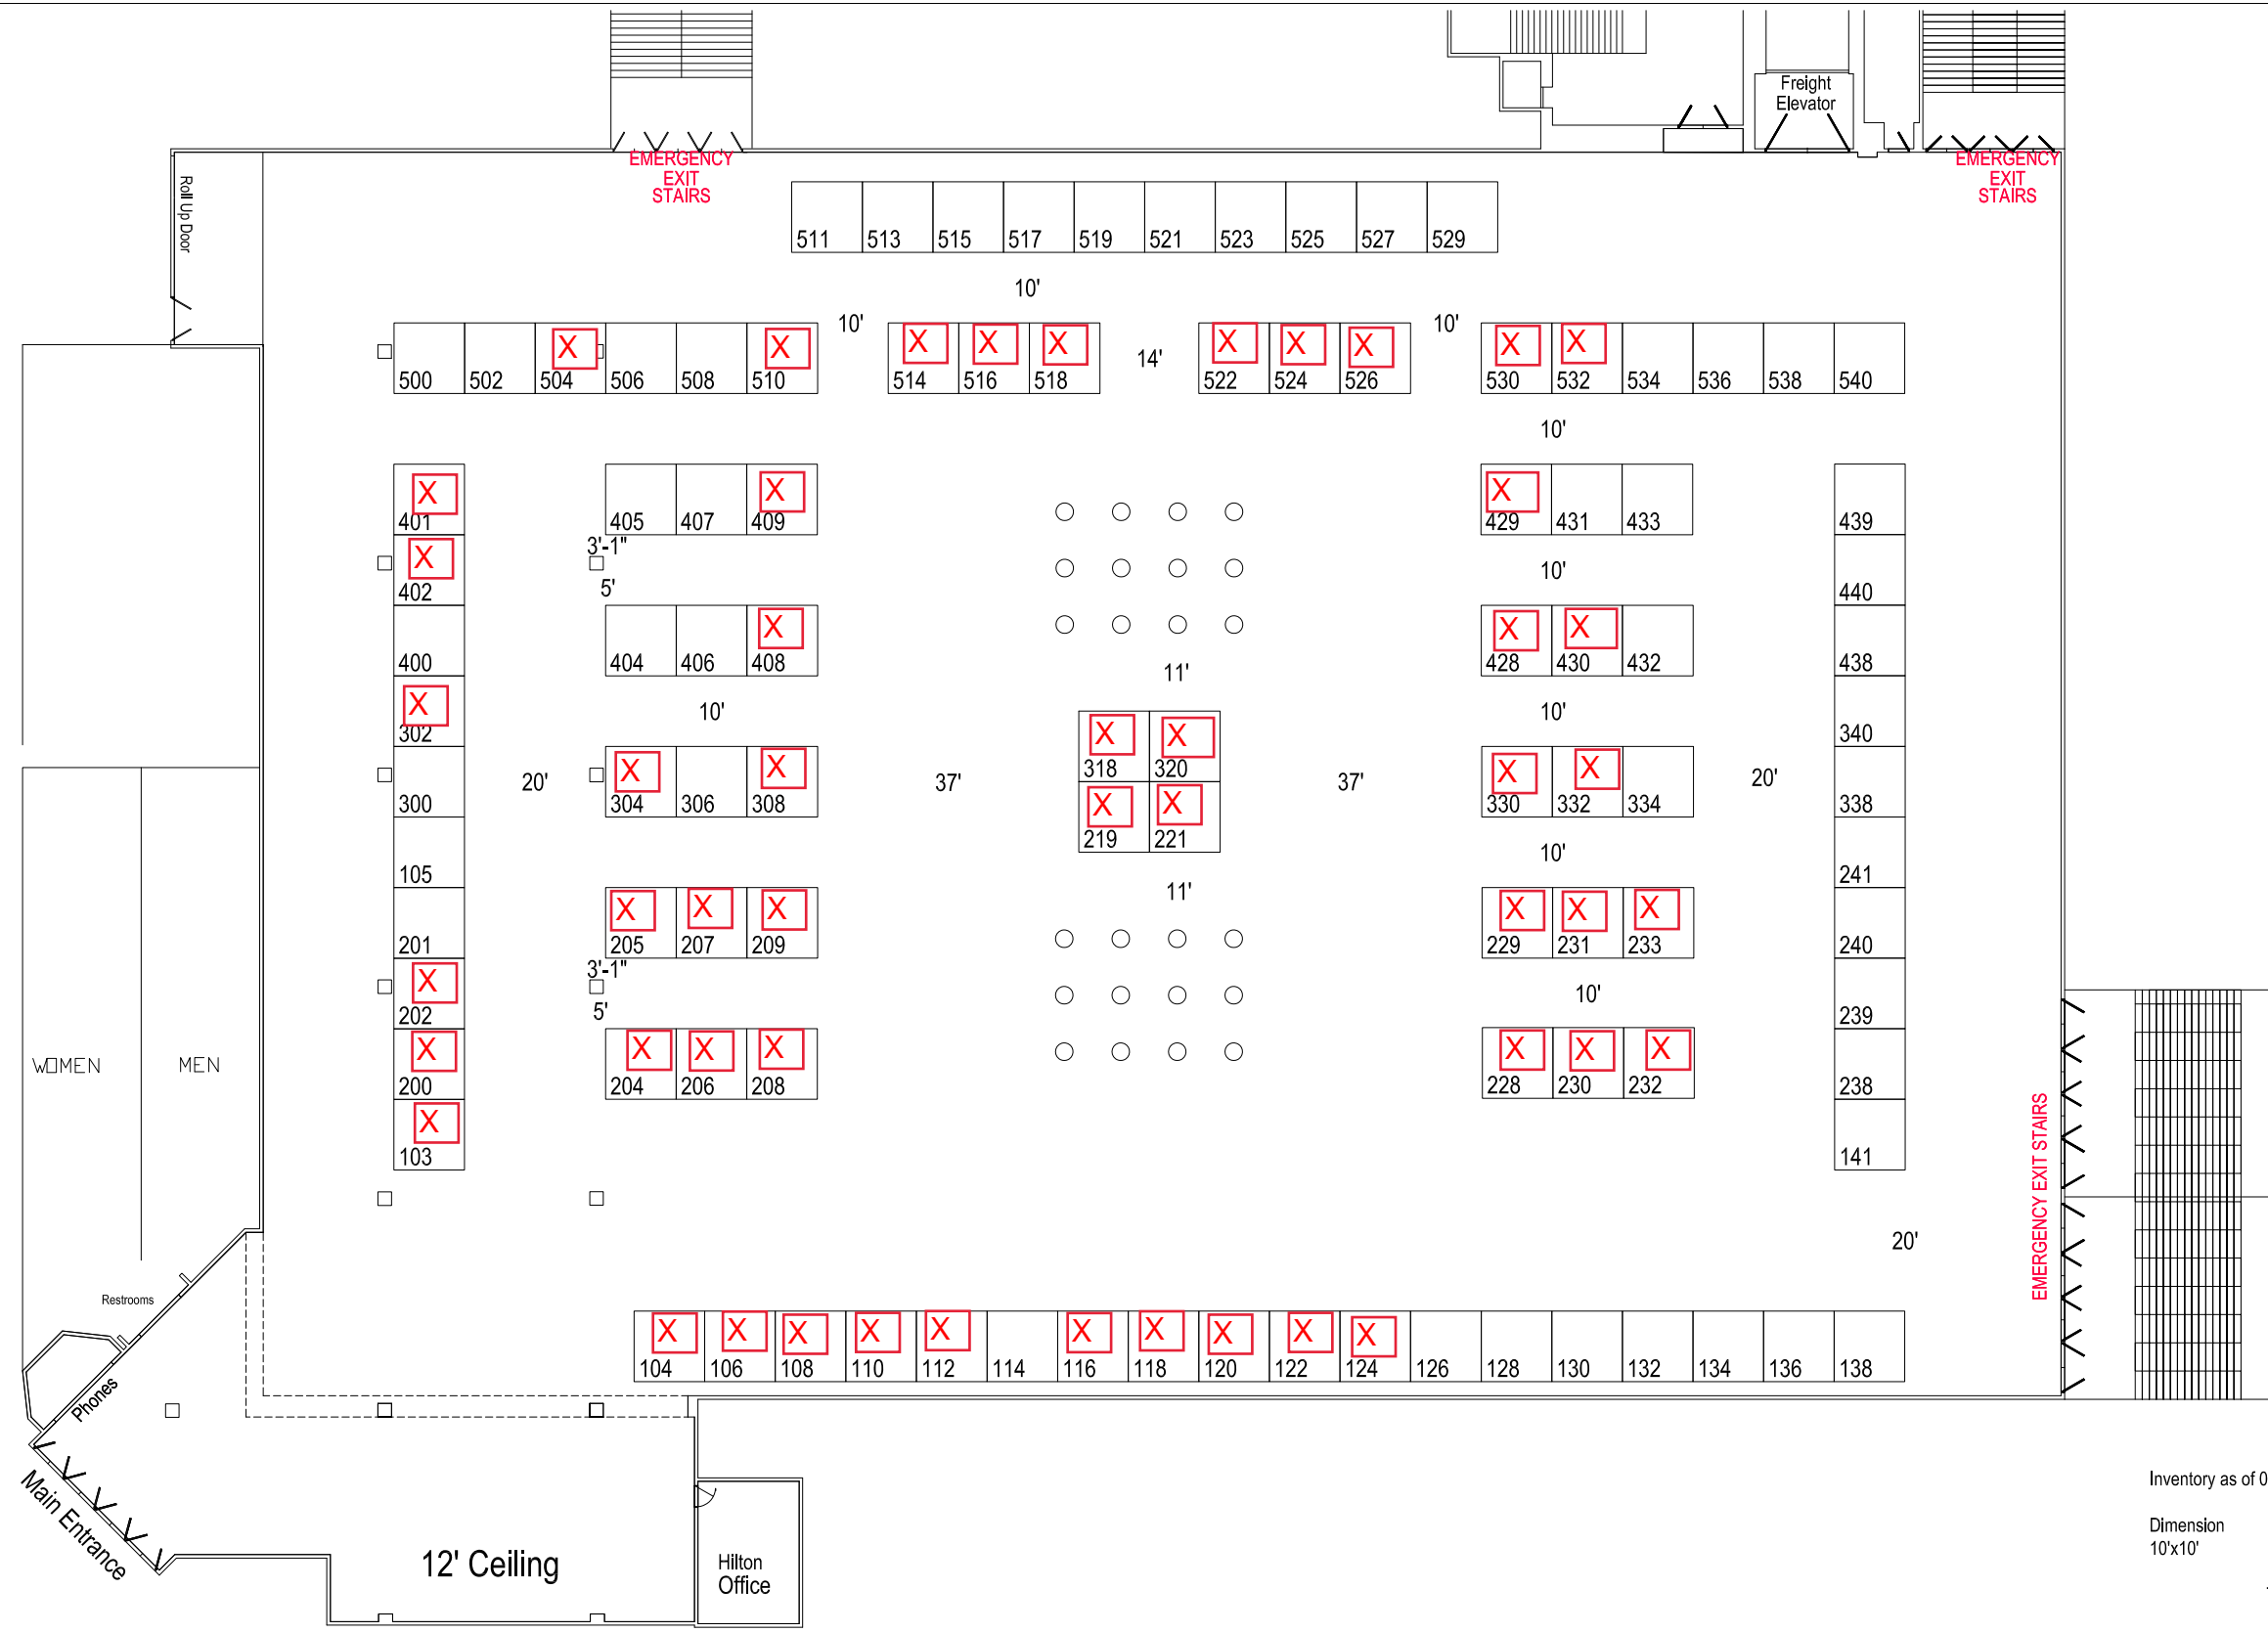 Freight
Elevator
EMERGENCY
EXIT
STAIRS
EMERGENCY
EXIT
STAIRS
Roll Up Door
511 513 515 517 519 521 523 525 527 529
10'
10' 10'
X X X X X X X X X X
14'
500 502 504 506 508 510 514 516 518 522 524 526 530 532 534 536 538 540
10'
X X X
401 405 407 409 429 431 433 439
3'-1"
X
10'
5'
402 440
X X X
400 404 406 408 428 430 432 438
11'
X
10' 10'
302 318 X 320 X 340
X X X X
20' 37' 37' 20'
300 304 306 308 330 332 334 338
X X
219 221
10'
105 241
11'
X X X X X X
201 205 207 209 229 231 233 240
3'-1"
X
10'
5'
202 239
X X X X X X X
WOMEN MEN
200 204 206 208 228 230 232 238
X
103 141
EMERGENCY EXIT STAIRS
20'
Restrooms
X X X X X X X X X X
104 106 108 110 112 114 116 118 120 122 124 126 128 130 132 134 136 138
Phones
Main Entrance
12' Ceiling
Hilton
Office
Inventory as of 0
Dimension
10'x10'